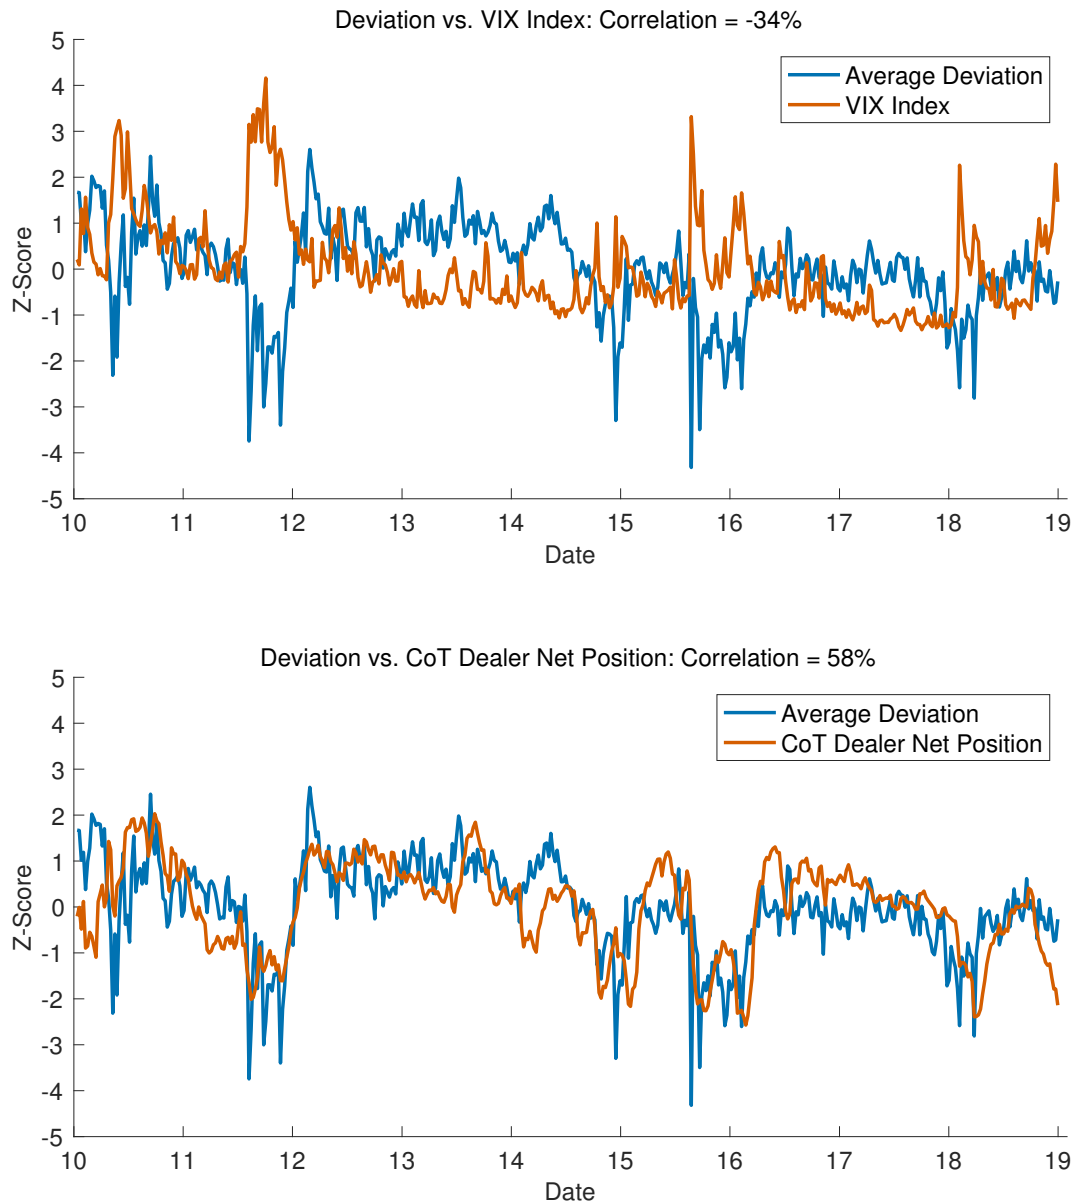 Deviation vs. VIX Index: Correlation = -34%
5
4
3
2
1
0
-1
-2
-3
-4
-5
Z-Score
Average Deviation
VIX Index
10 11 12 13 14 15 16 17 18 19
Date
Deviation vs. CoT Dealer Net Position: Correlation = 58%
5
4
3
2
1
0
-1
-2
-3
-4
-5
Z-Score
Average Deviation
CoT Dealer Net Position
10 11 12 13 14 15 16 17 18 19
Date